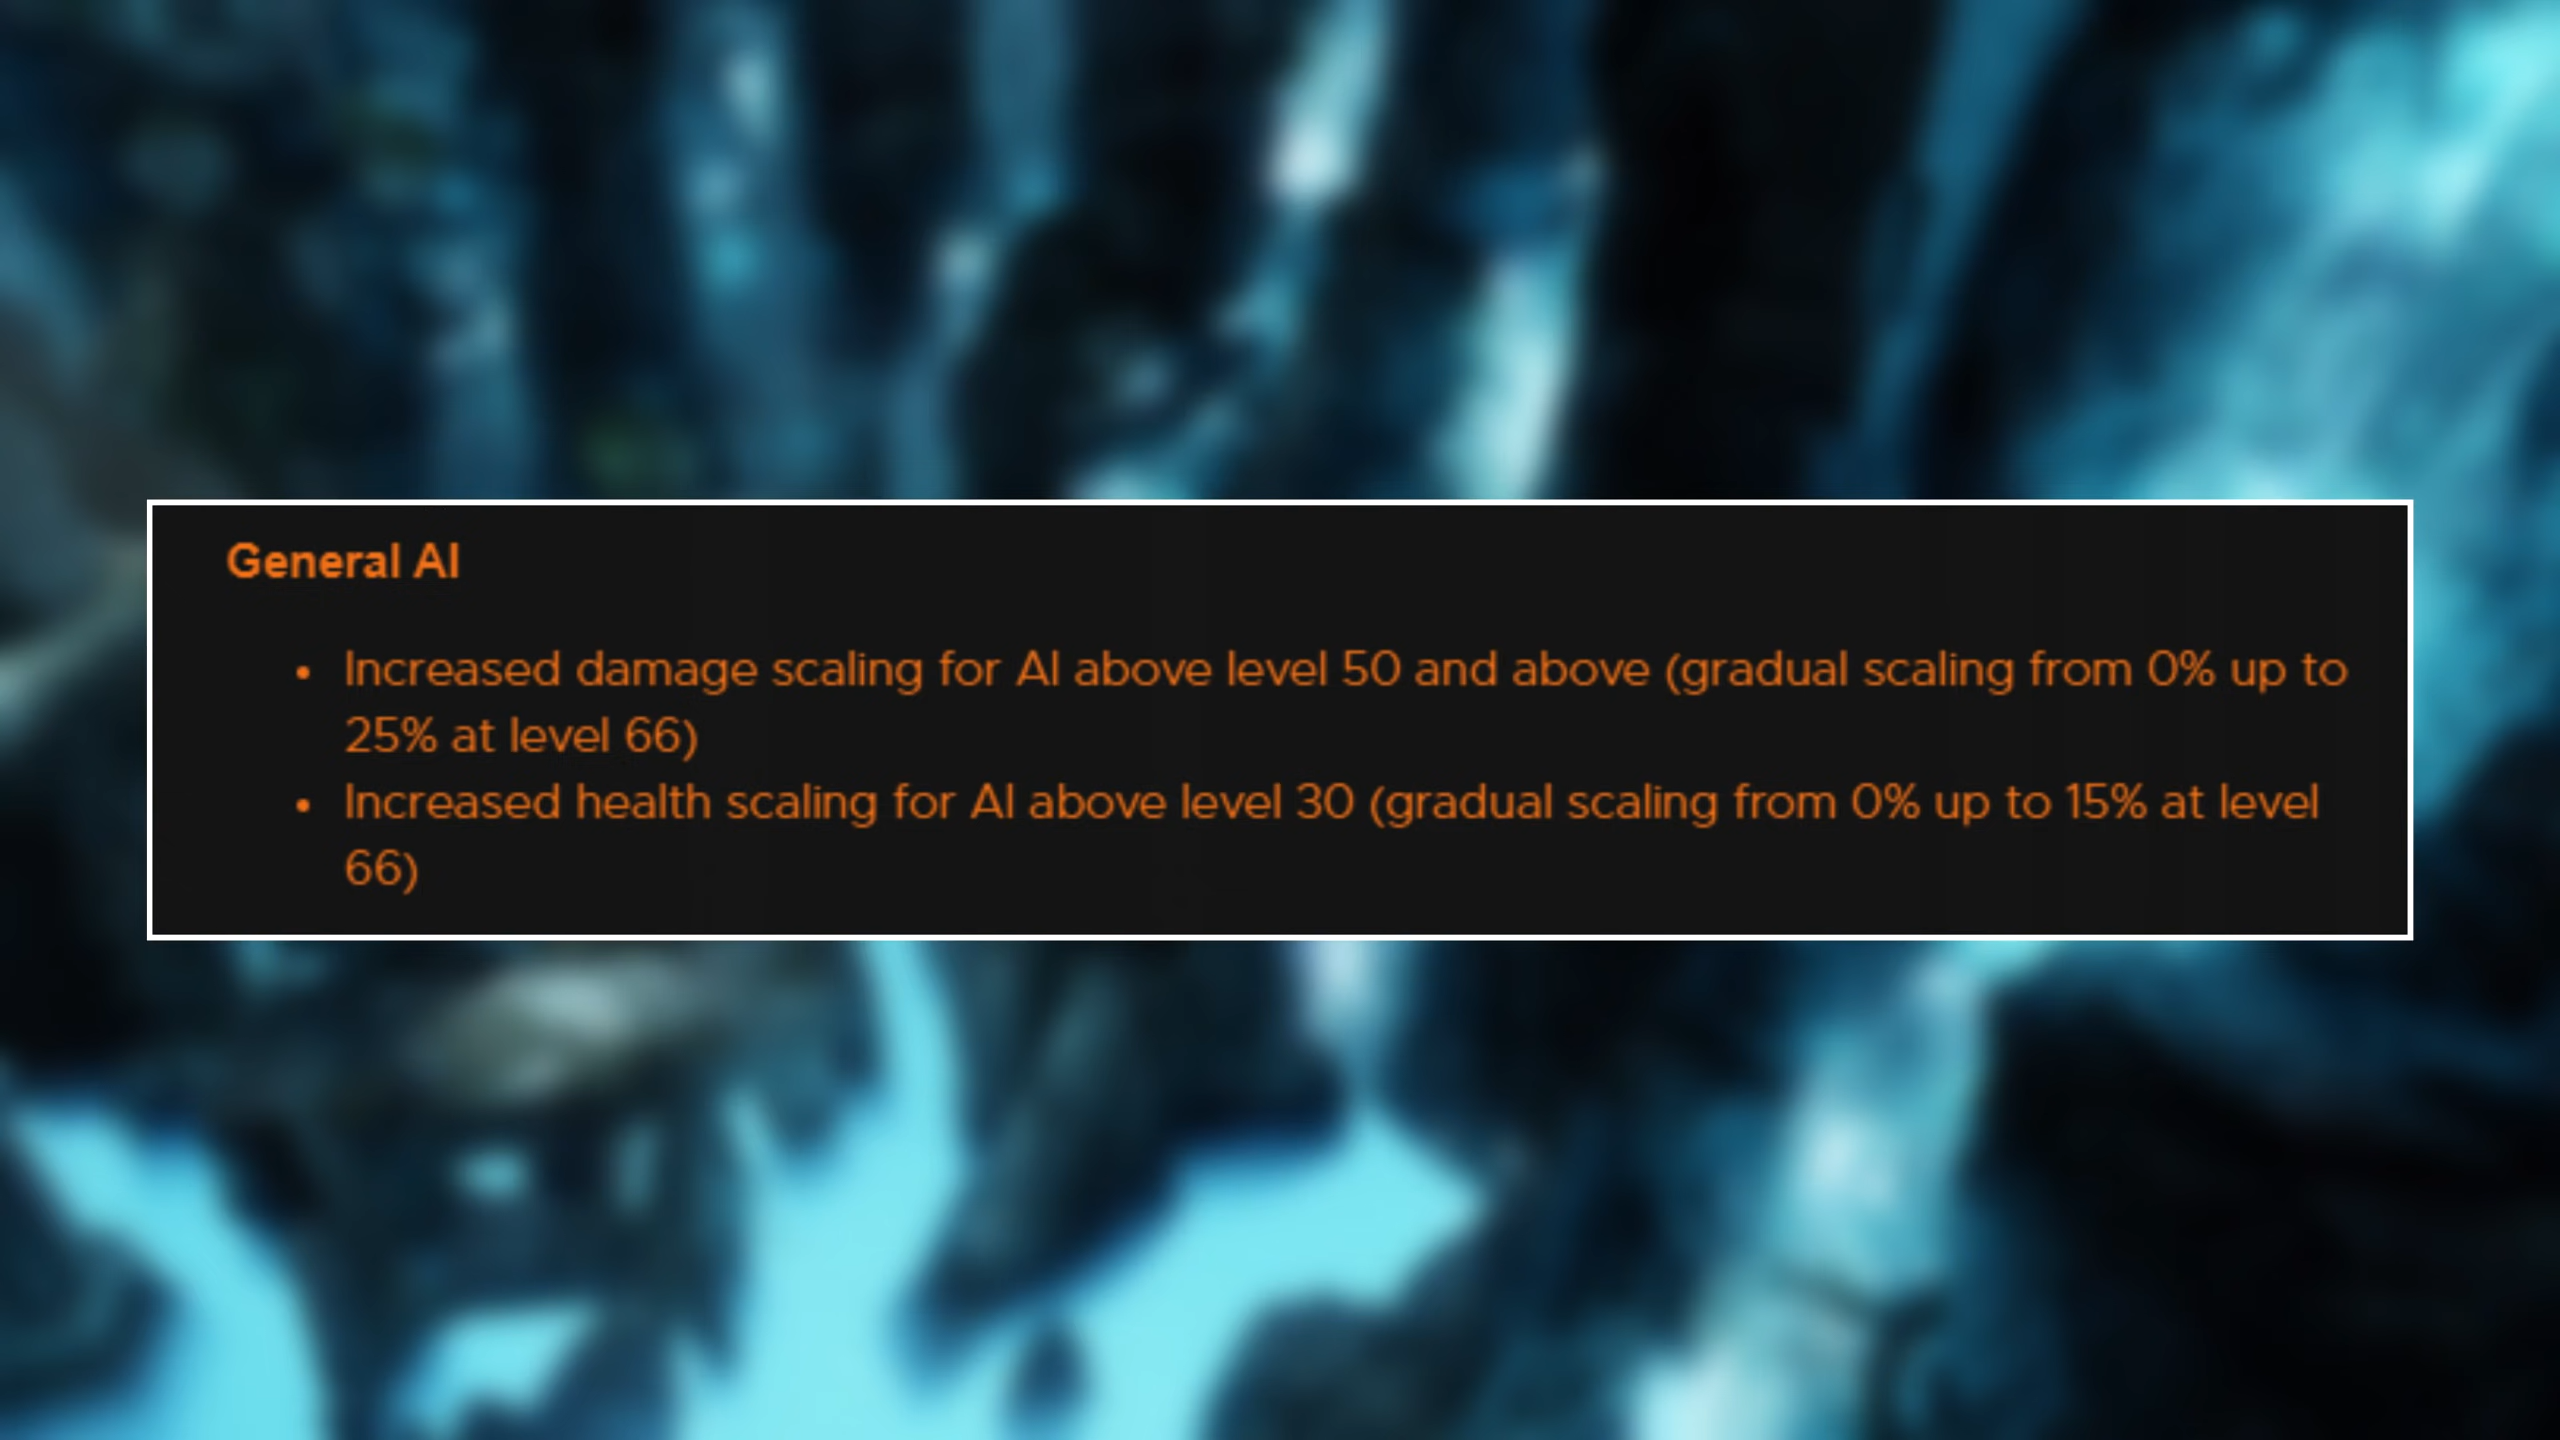 General AI
• Increased damage scaling for AI above level 50 and above (gradual scaling from 0% up to
25% at level 66)
• Increased health scaling for AI above level 30 (gradual scaling from 0% up to 15% at level
66)